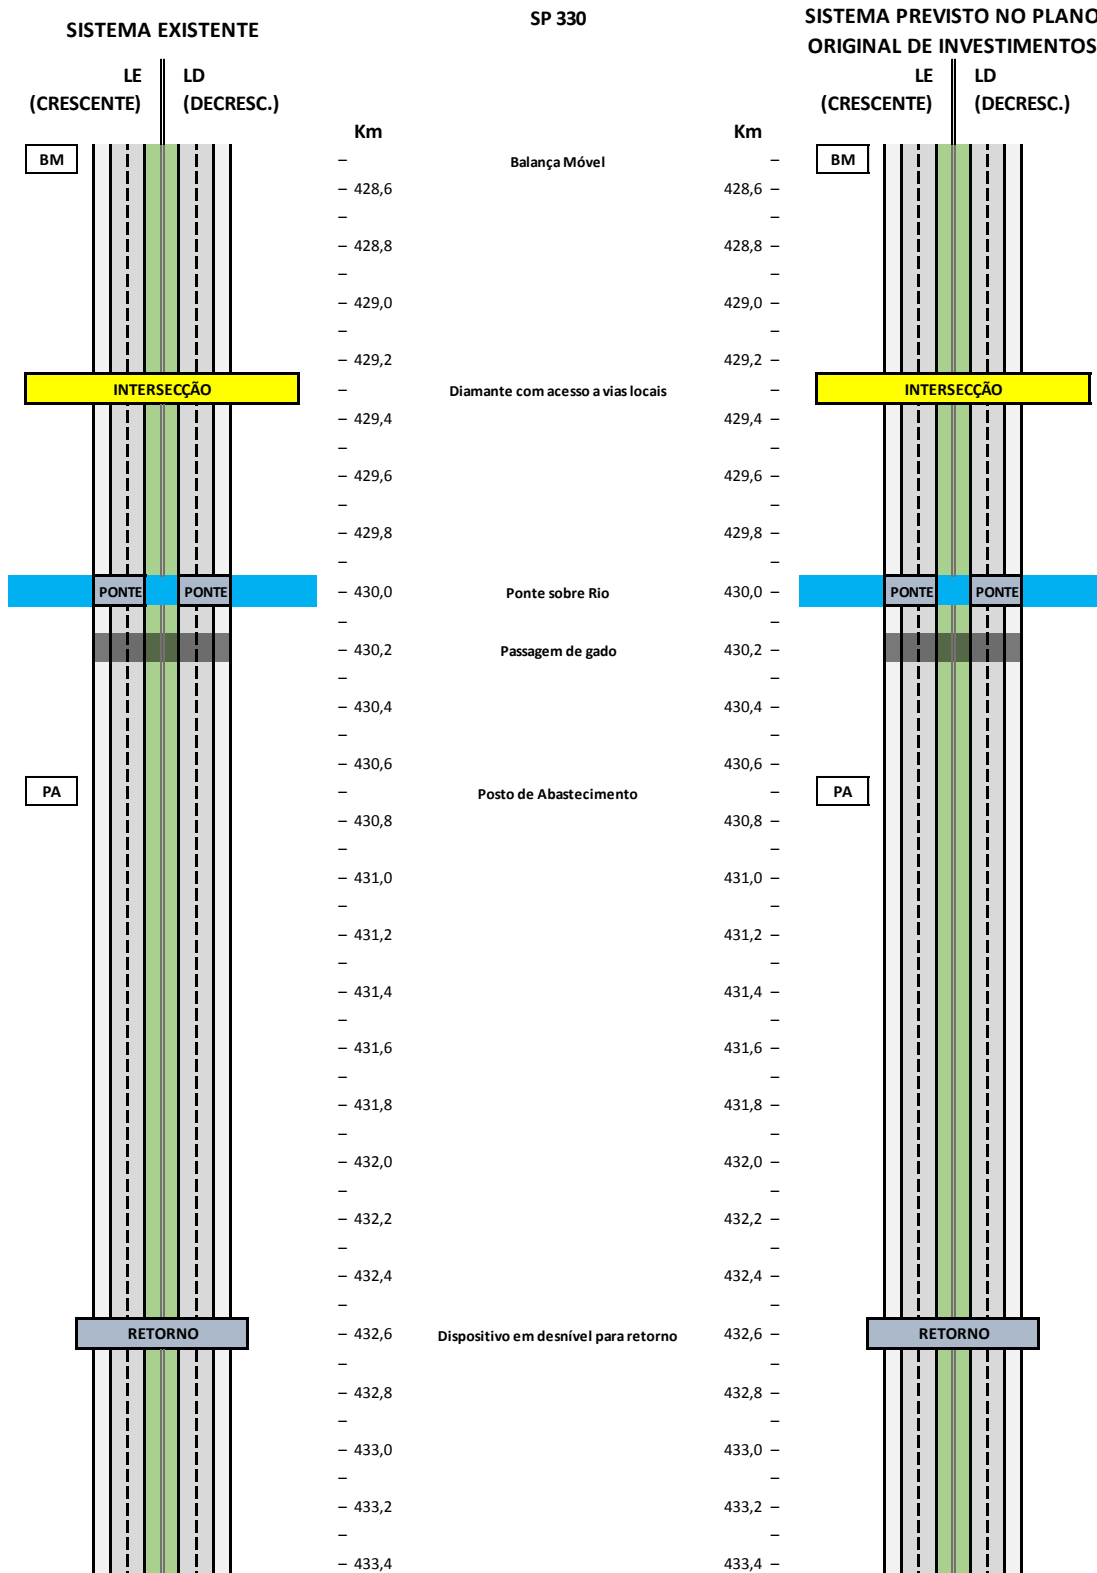 SISTEMA EXISTENTE
SP 330
SISTEMA PREVISTO NO PLANO
ORIGINAL DE INVESTIMENTOS
LE LD
(CRESCENTE) (DECRESC.)
LE LD
(CRESCENTE) (DECRESC.)
Km Km
BM – Balança Móvel – BM
– 428,6 428,6 –
– –
– 428,8 428,8 –
– –
– 429,0 429,0 –
– –
– 429,2 429,2 –
INTERSECÇÃO – Diamante com acesso a vias locais – INTERSECÇÃO
– 429,4 429,4 –
– –
– 429,6 429,6 –
– –
– 429,8 429,8 –
– –
PONTE PONTE – 430,0 Ponte sobre Rio 430,0 – PONTE PONTE
– –
– 430,2 Passagem de gado 430,2 –
– –
– 430,4 430,4 –
– –
– 430,6 430,6 –
PA – Posto de Abastecimento – PA
– 430,8 430,8 –
– –
– 431,0 431,0 –
– –
– 431,2 431,2 –
– –
– 431,4 431,4 –
– –
– 431,6 431,6 –
– –
– 431,8 431,8 –
– –
– 432,0 432,0 –
– –
– 432,2 432,2 –
– –
– 432,4 432,4 –
– –
RETORNO – 432,6 Dispositivo em desnível para retorno 432,6 – RETORNO
– –
– 432,8 432,8 –
– –
– 433,0 433,0 –
– –
– 433,2 433,2 –
– –
– 433,4 433,4 –